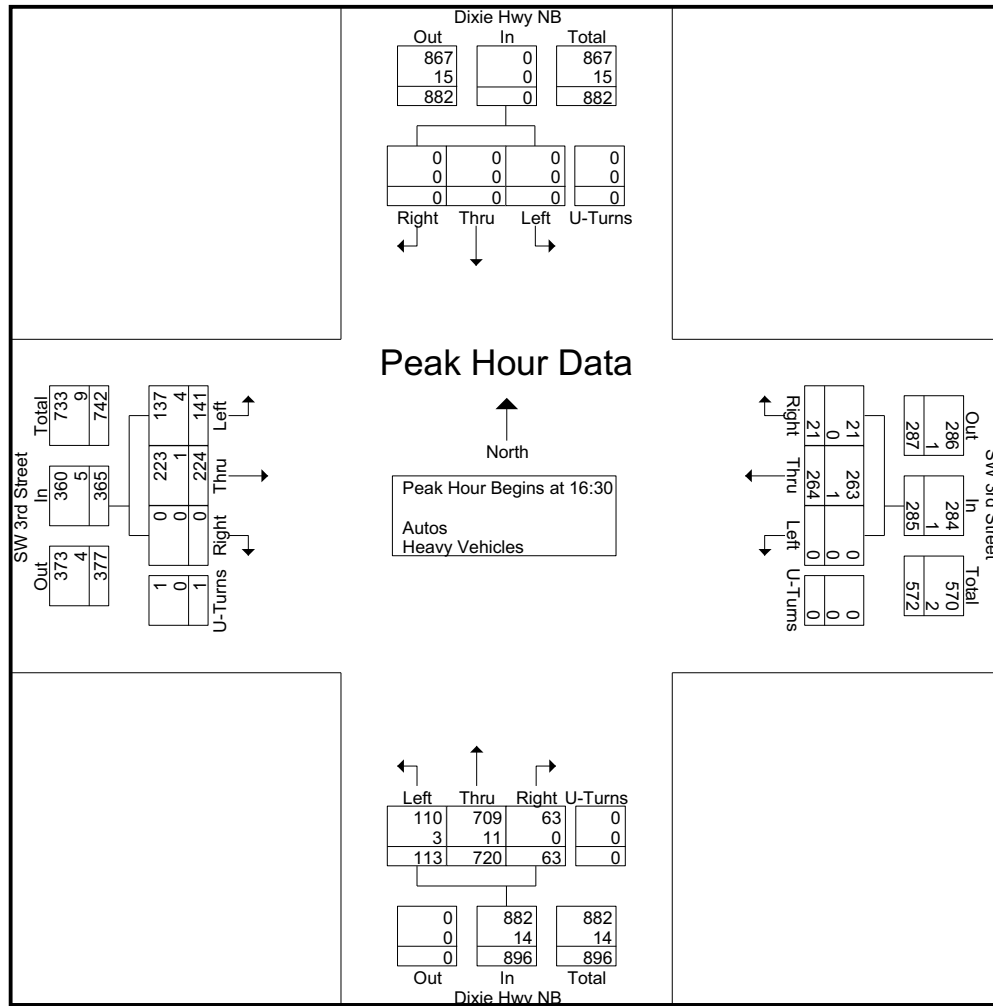 Dixie Hwy NB
Out In Total
867 0 867
15 0 15
882 0 882
0 0 0 0
0 0 0 0
0 0 0 0
Right Thru Left U-Turns
Peak Hour Data
North
Peak Hour Begins at 16:30
Autos
Heavy Vehicles
SW 3rd Street
Total In Out
733 360 373
9 5 4
742 365 377
137 223 0 1
4 1 0 0
141 224 0 1
Left Thru Right U-Turns
SW 3rd Street
Out In Total
286 284 570
1 1 2
287 285 572
21 263 0 0
0 1 0 0
21 264 0 0
Right Thru Left U-Turns
Left Thru Right U-Turns
110 709 63 0
3 11 0 0
113 720 63 0
0 882 882
0 14 14
0 896 896
Out In Total
Dixie Hwy NB